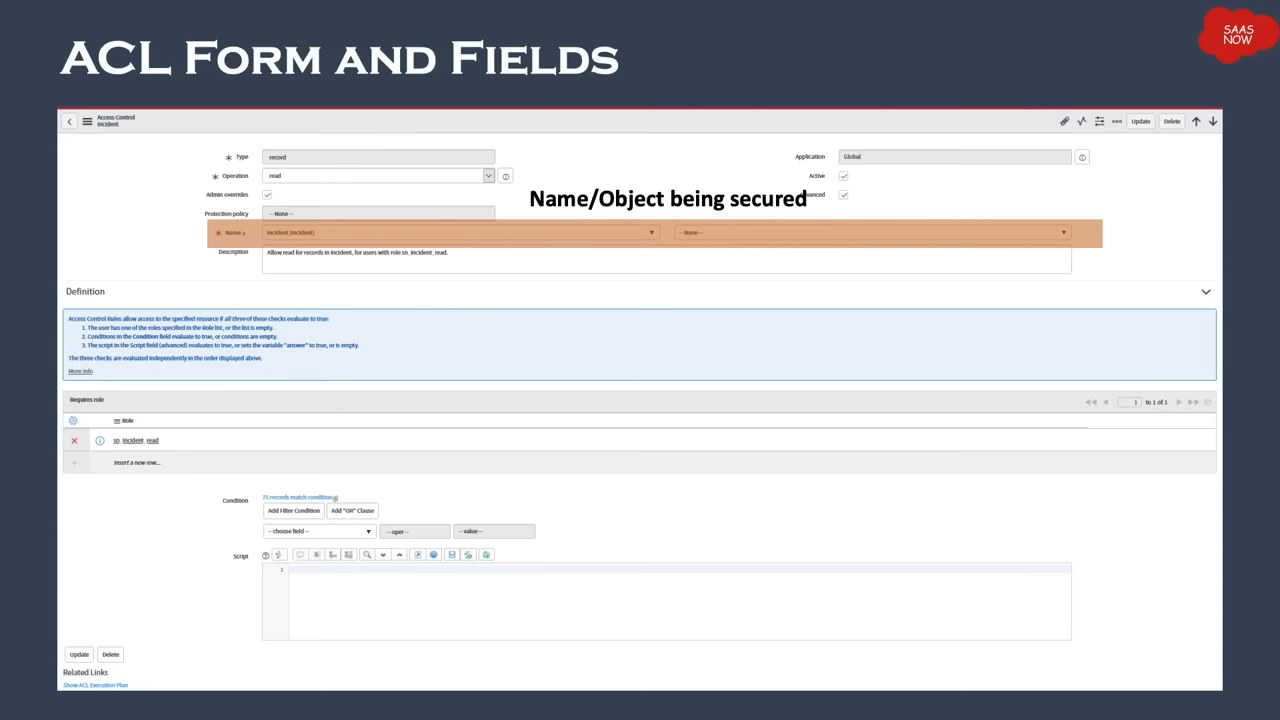 SAAS
NOW
ACL Form and Fields
Access Control
Incident
Update
Delete
Type
record
Application
Global
Operation
read
Active
Admin overrides
Name/Object being secured
Protection policy
-- None --
Name
Incident [incident]
-- None --
Description
Allow read for records in incident, for users with role sn_incident_read.
Definition
Access Control Rules allow access to the specified resource if all three of these checks evaluate to true:
1. The user has one of the roles specified in the Role list, or the list is empty.
2. Conditions in the Condition field evaluate to true, or conditions are empty.
3. The script in the Script field (advanced) evaluates to true, or sets the variable "answer" to true, or is empty.
The three checks are evaluated independently in the order displayed above.
More Info
Requires role
1 to 1 of 1
Role
sn_incident_read
Insert a new row...
Condition
75 records match condition
Add Filter Condition
Add "OR" Clause
-- choose field --
-- oper --
-- value --
Script
1
Update
Delete
Related Links
Show ACL Execution Plan